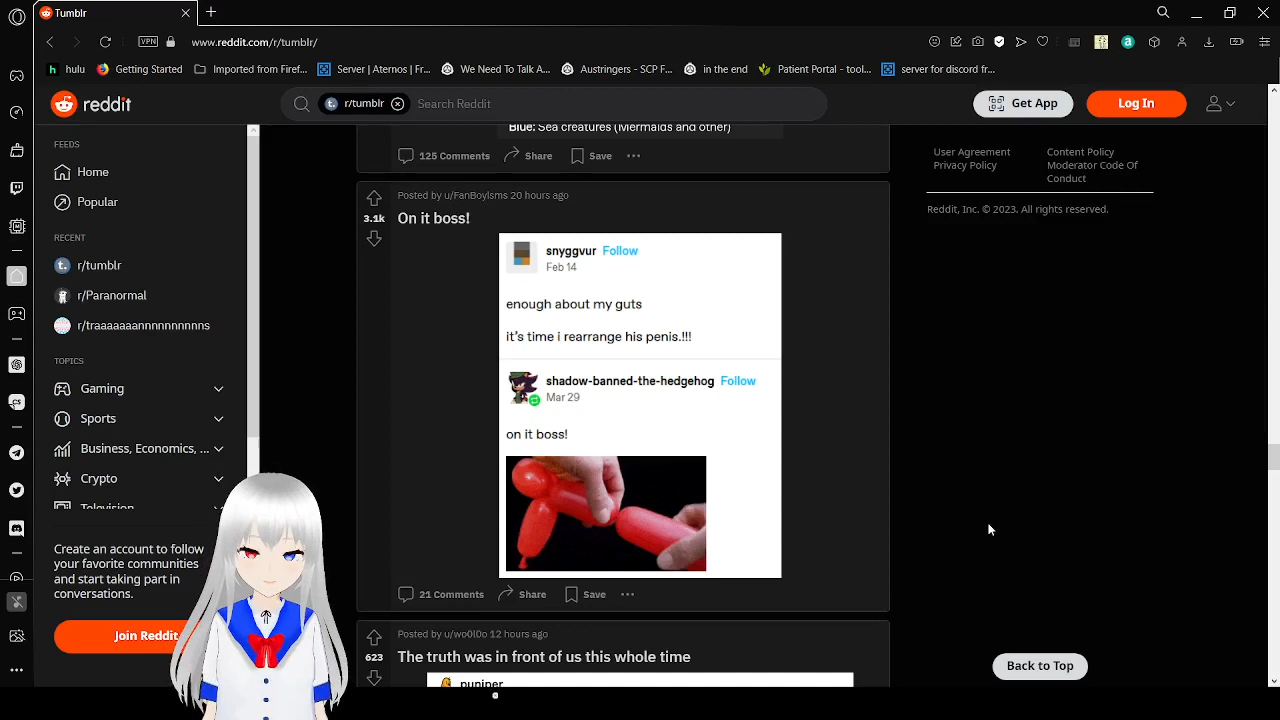 Tumblr
VPN
www.reddit.com/r/tumblr/
hulu
Getting Started
Imported from Firef...
Server | Aternos | Fr...
We Need To Talk A...
Austringers - SCP F...
in the end
Patient Portal - tool...
server for discord fr...
reddit
r/tumblr
Search Reddit
Get App
Log In
FEEDS
Home
Popular
RECENT
r/tumblr
r/Paranormal
r/traaaaaaannnnnnnnnns
TOPICS
Gaming
Sports
Business, Economics, ...
Crypto
Television
Create an account to follow
your favorite communities
and start taking part in
conversations.
Join Reddit
Blue: Sea creatures (Mermaids and other)
125 Comments
Share
Save
3.1k
Posted by u/FanBoyIsms 20 hours ago
On it boss!
snyggvur Follow
Feb 14
enough about my guts
it's time i rearrange his penis.!!!
shadow-banned-the-hedgehog Follow
Mar 29
on it boss!
21 Comments
Share
Save
623
Posted by u/wo0l0o 12 hours ago
The truth was in front of us this whole time
puniper
User Agreement
Privacy Policy
Content Policy
Moderator Code Of
Conduct
Reddit, Inc. © 2023. All rights reserved.
Back to Top